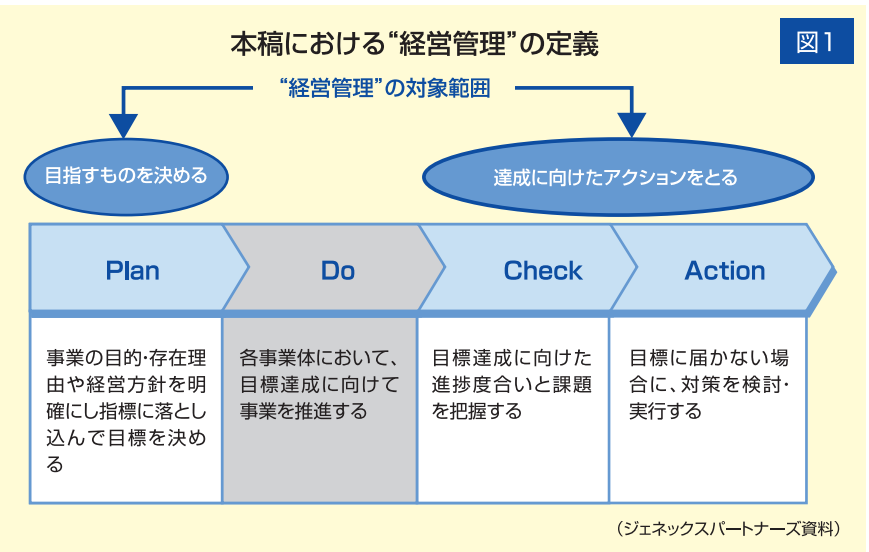 本稿における“経営管理”の定義
図1
“経営管理”の対象範囲
目指すものを決める
達成に向けたアクションをとる
Plan
Do
Check
Action
事業の目的・存在理
由や経営方針を明
確にし指標に落とし
込んで目標を決め
る
各事業体において、
目標達成に向けて
事業を推進する
目標達成に向けた
進捗度合いと課題
を把握する
目標に届かない場
合に、対策を検討・
実行する
（ジェネックスパートナーズ資料）